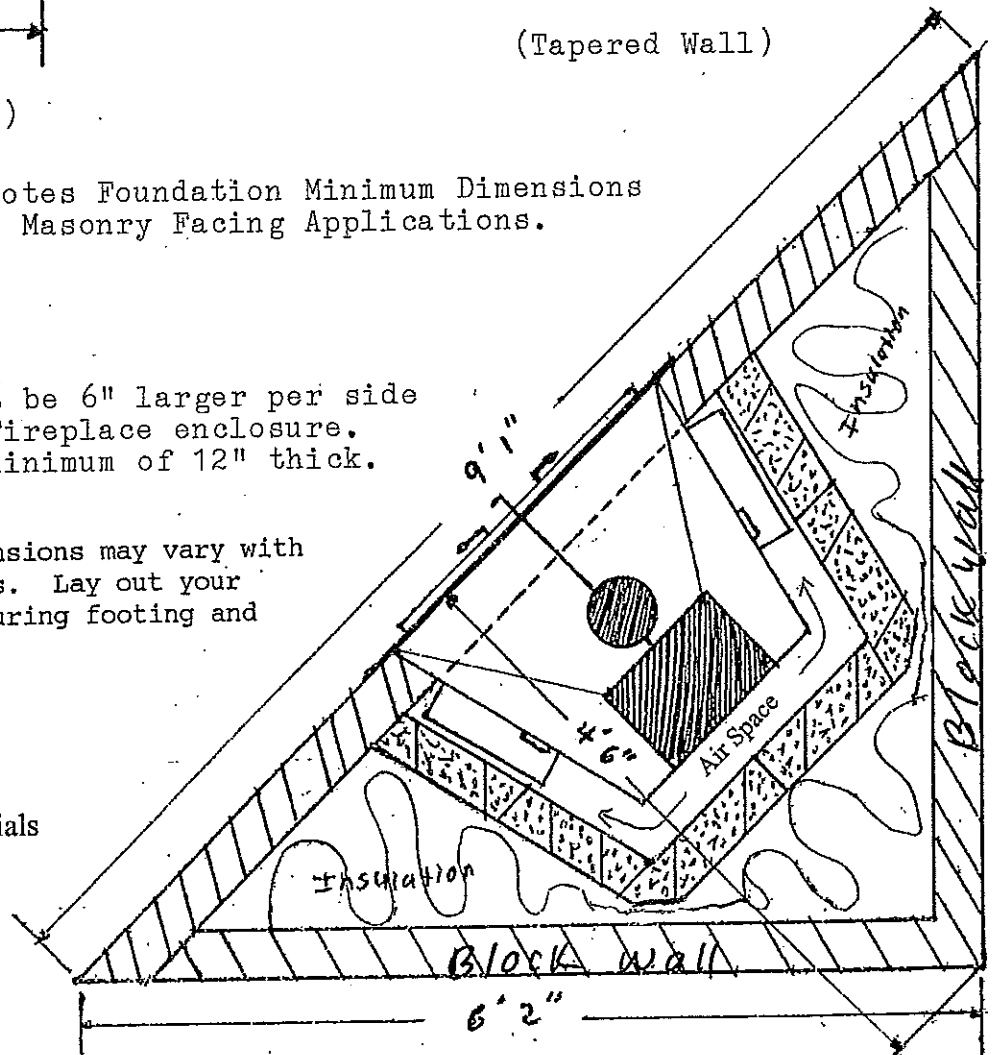 (Tapered Wall)
)
otes Foundation Minimum Dimensions
Masonry Facing Applications.
be 6" larger per side
ireplace enclosure.
inimum of 12" thick.
nsions may vary with
s. Lay out your
uring footing and
ials
9' 1"
4' 6"
Air Space
Insulation
Insulation
Block Wall
Block Wall
6' 2"